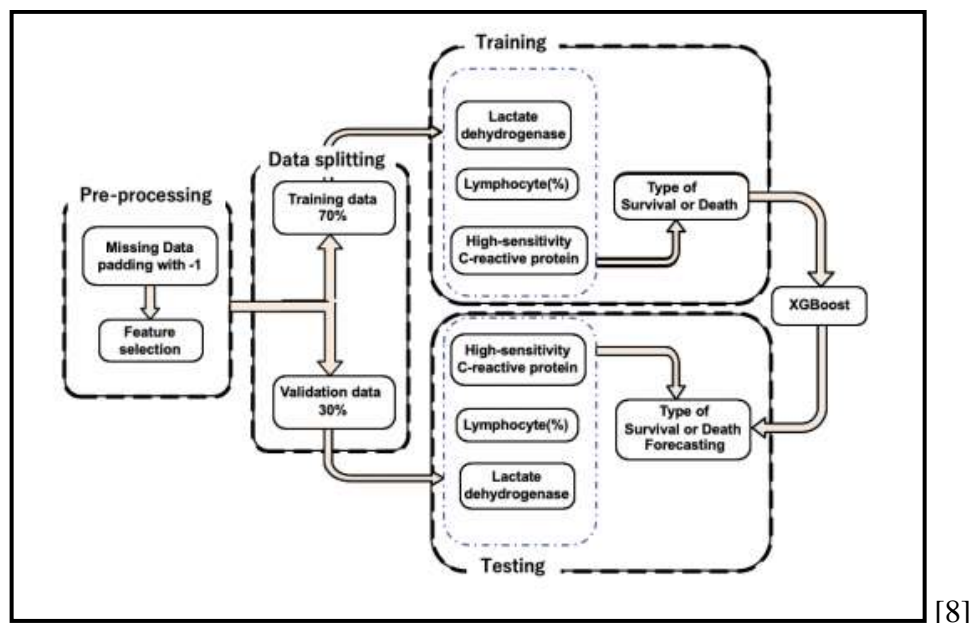 Pre-processing
Missing Data
padding with -1
Feature
selection
Data splitting
Training data
70%
Validation data
30%
Training
Lactate
dehydrogenase
Lymphocyte(%)
High-sensitivity
C-reactive protein
Type of
Survival or Death
XGBoost
High-sensitivity
C-reactive protein
Lymphocyte(%)
Lactate
dehydrogenase
Type of
Survival or Death
Forecasting
Testing
[8]